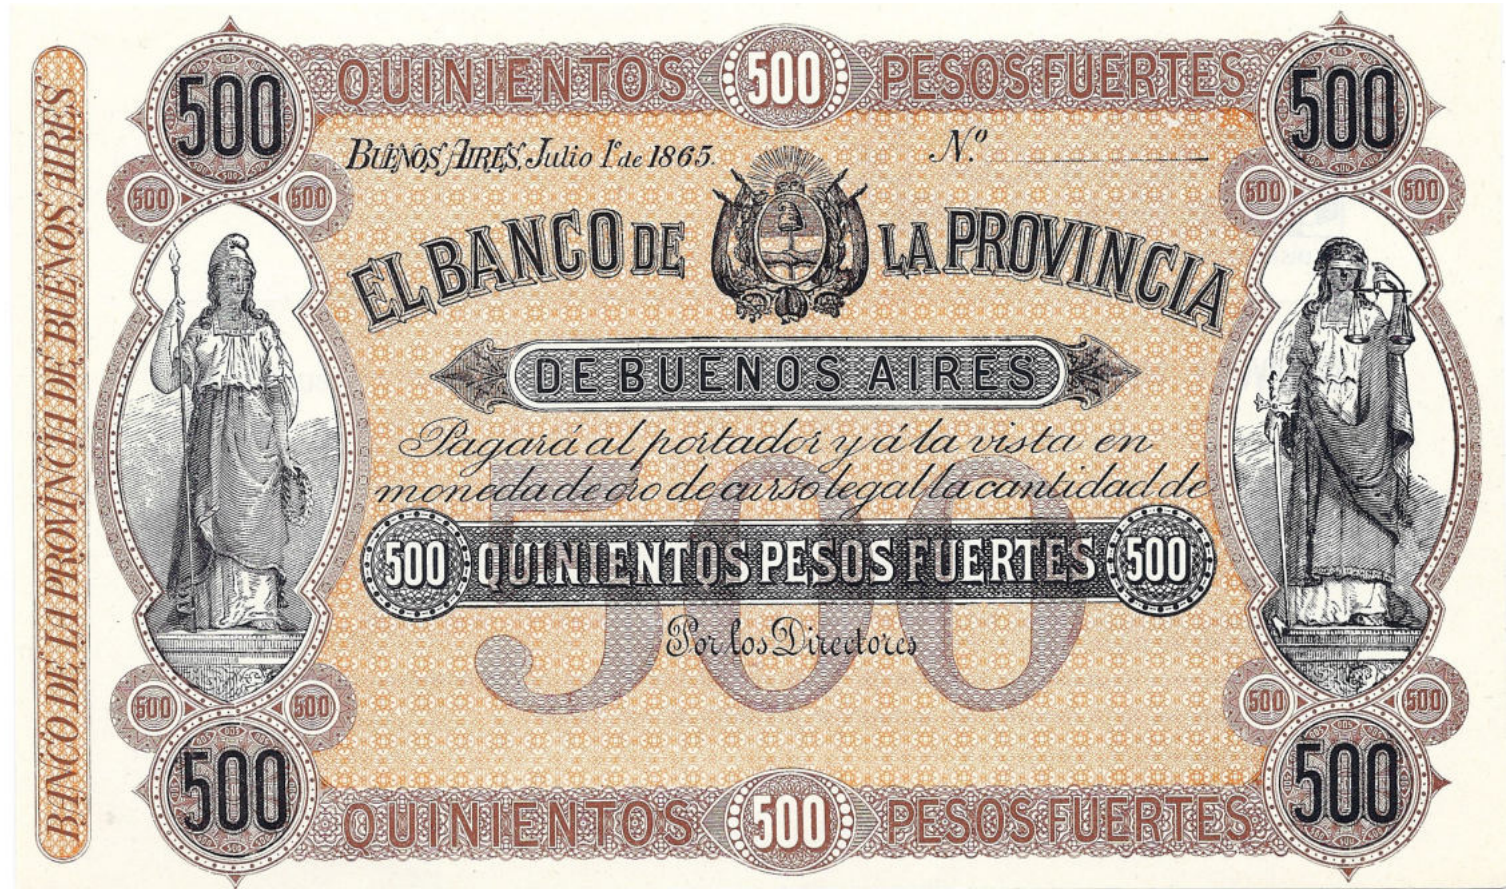 BANCO DE LA PROVINCIA DE BUENOS AIRES
500 QUINIENTOS 500 PESOS FUERTES 500
BUENOS AIRES, Julio 1º de 1865. N.º
500 500 500 500
EL BANCO DE LA PROVINCIA
DE BUENOS AIRES
Pagará al portador y á la vista en
moneda de oro de curso legal la cantidad de
500
500 QUINIENTOS PESOS FUERTES 500
Por los Directores
500 500 500 500
500 QUINIENTOS 500 PESOS FUERTES 500